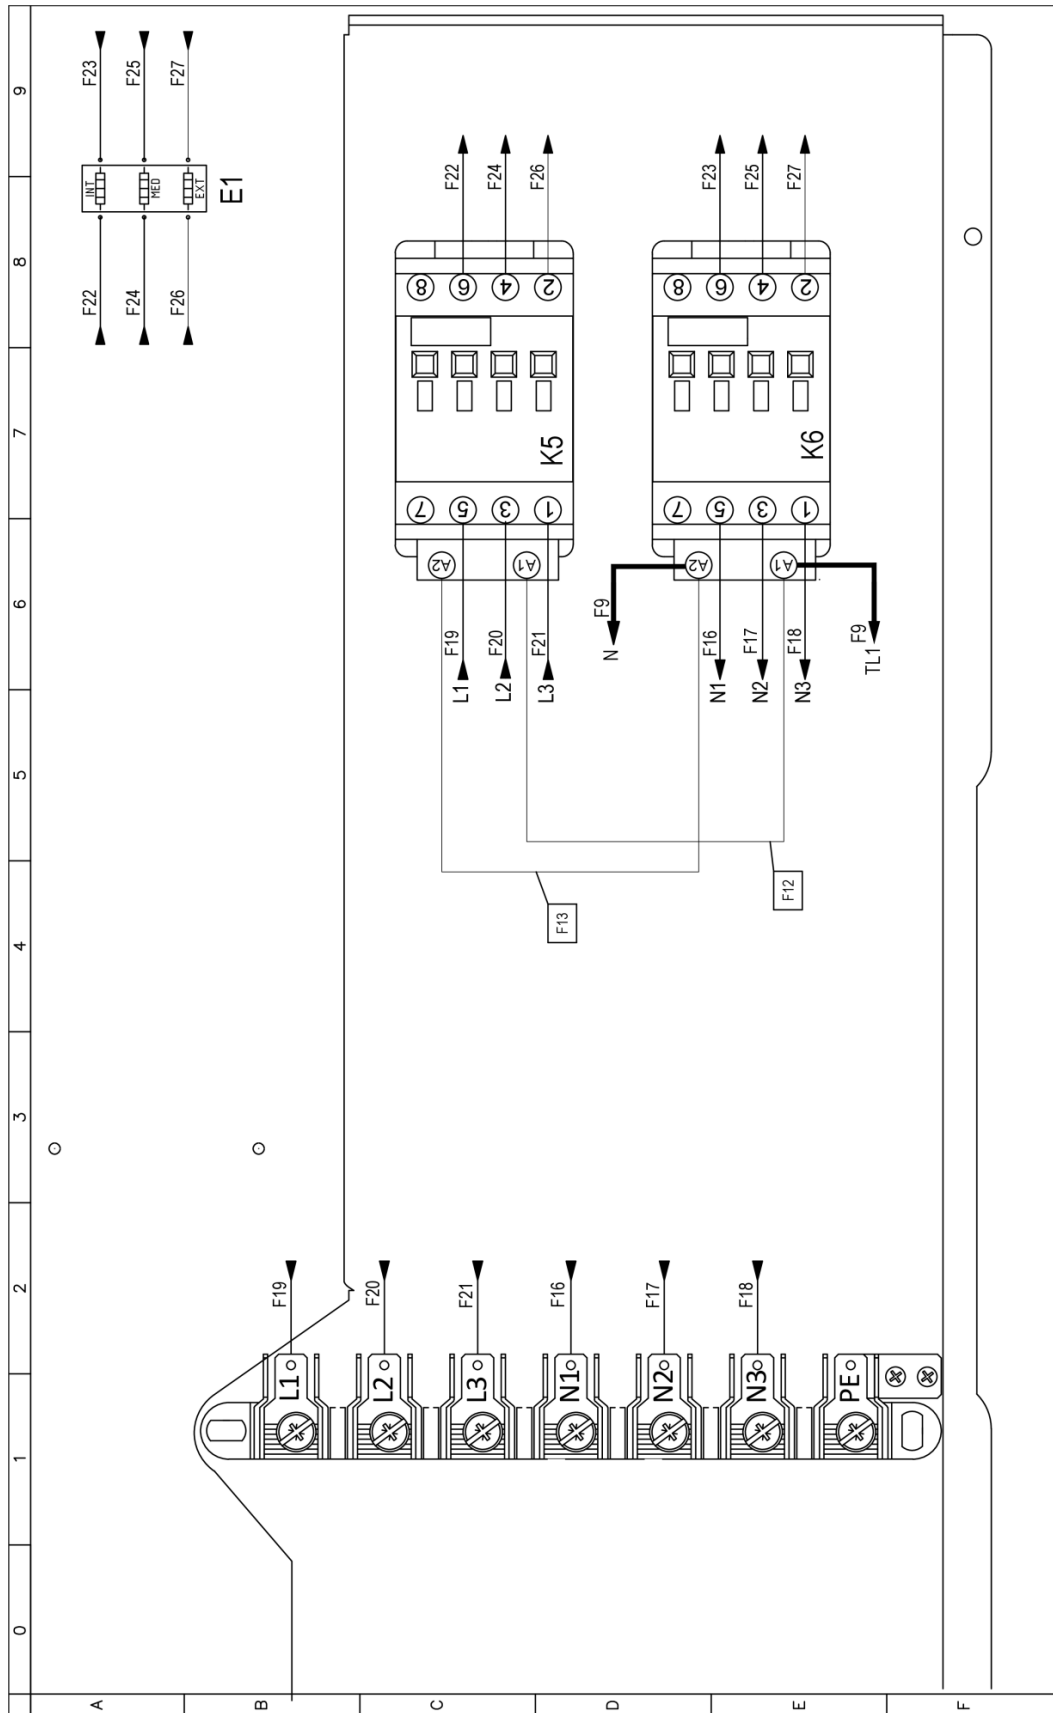 9
8
7
6
5
4
3
2
1
0
A
B
C
D
E
F
F23
F25
F27
INT
MED
EXT
E1
F22
F24
F26
F22
F24
F26
8
6
4
2
K5
7
5
3
1
A2
A1
F19
F20
F21
L1
L2
L3
F23
F25
F27
8
6
4
2
K6
7
5
3
1
A2
A1
F9
N
F16
F17
F18
N1
N2
N3
F9
TL1
F13
F12
F19
F20
F21
F16
F17
F18
L1
L2
L3
N1
N2
N3
PE